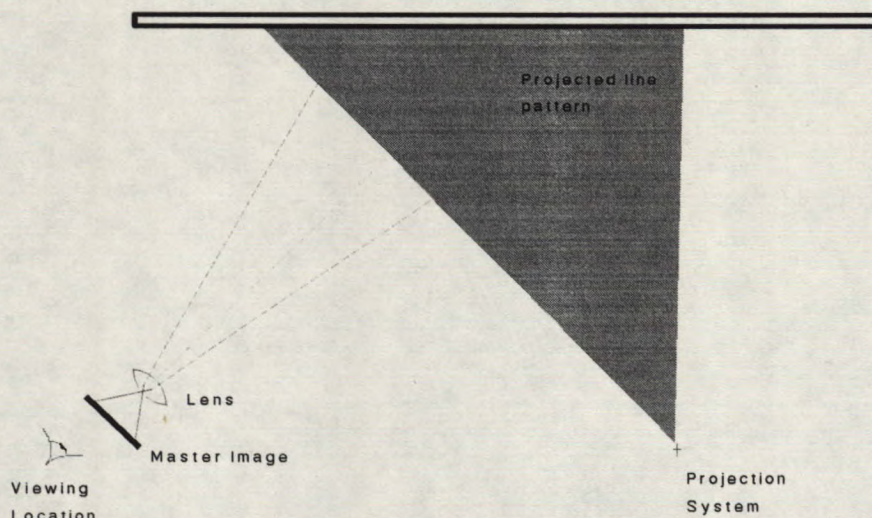 Projected line
pattern
Lens
Master Image
Viewing
Location
Projection
System